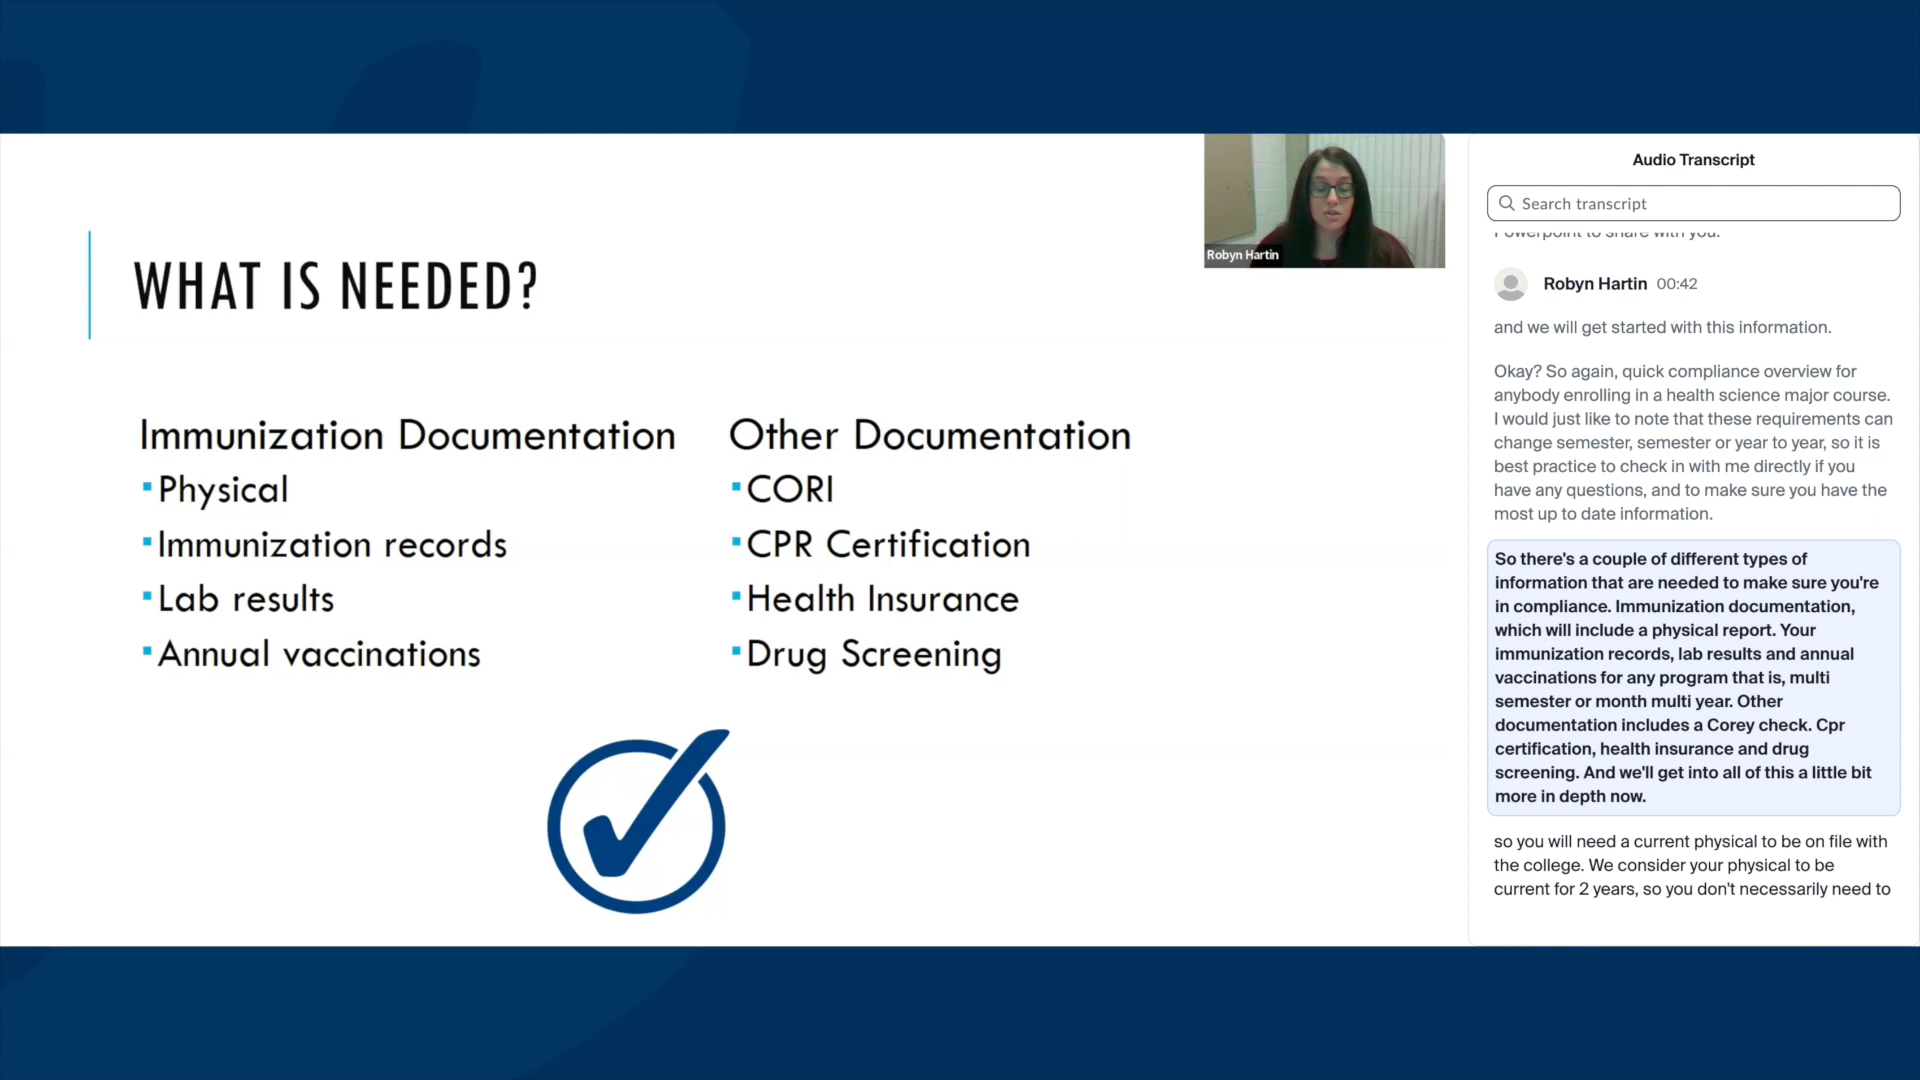 WHAT IS NEEDED?
Immunization Documentation
Physical
Immunization records
Lab results
Annual vaccinations
Other Documentation
CORI
CPR Certification
Health Insurance
Drug Screening
Robyn Hartin
Audio Transcript
Search transcript
Powerpoint to share with you.
Robyn Hartin 00:42
and we will get started with this information.
Okay? So again, quick compliance overview for
anybody enrolling in a health science major course.
I would just like to note that these requirements can
change semester, semester or year to year, so it is
best practice to check in with me directly if you
have any questions, and to make sure you have the
most up to date information.
So there's a couple of different types of
information that are needed to make sure you're
in compliance. Immunization documentation,
which will include a physical report. Your
immunization records, lab results and annual
vaccinations for any program that is, multi
semester or month multi year. Other
documentation includes a Corey check. Cpr
certification, health insurance and drug
screening. And we'll get into all of this a little bit
more in depth now.
so you will need a current physical to be on file with
the college. We consider your physical to be
current for 2 years, so you don't necessarily need to